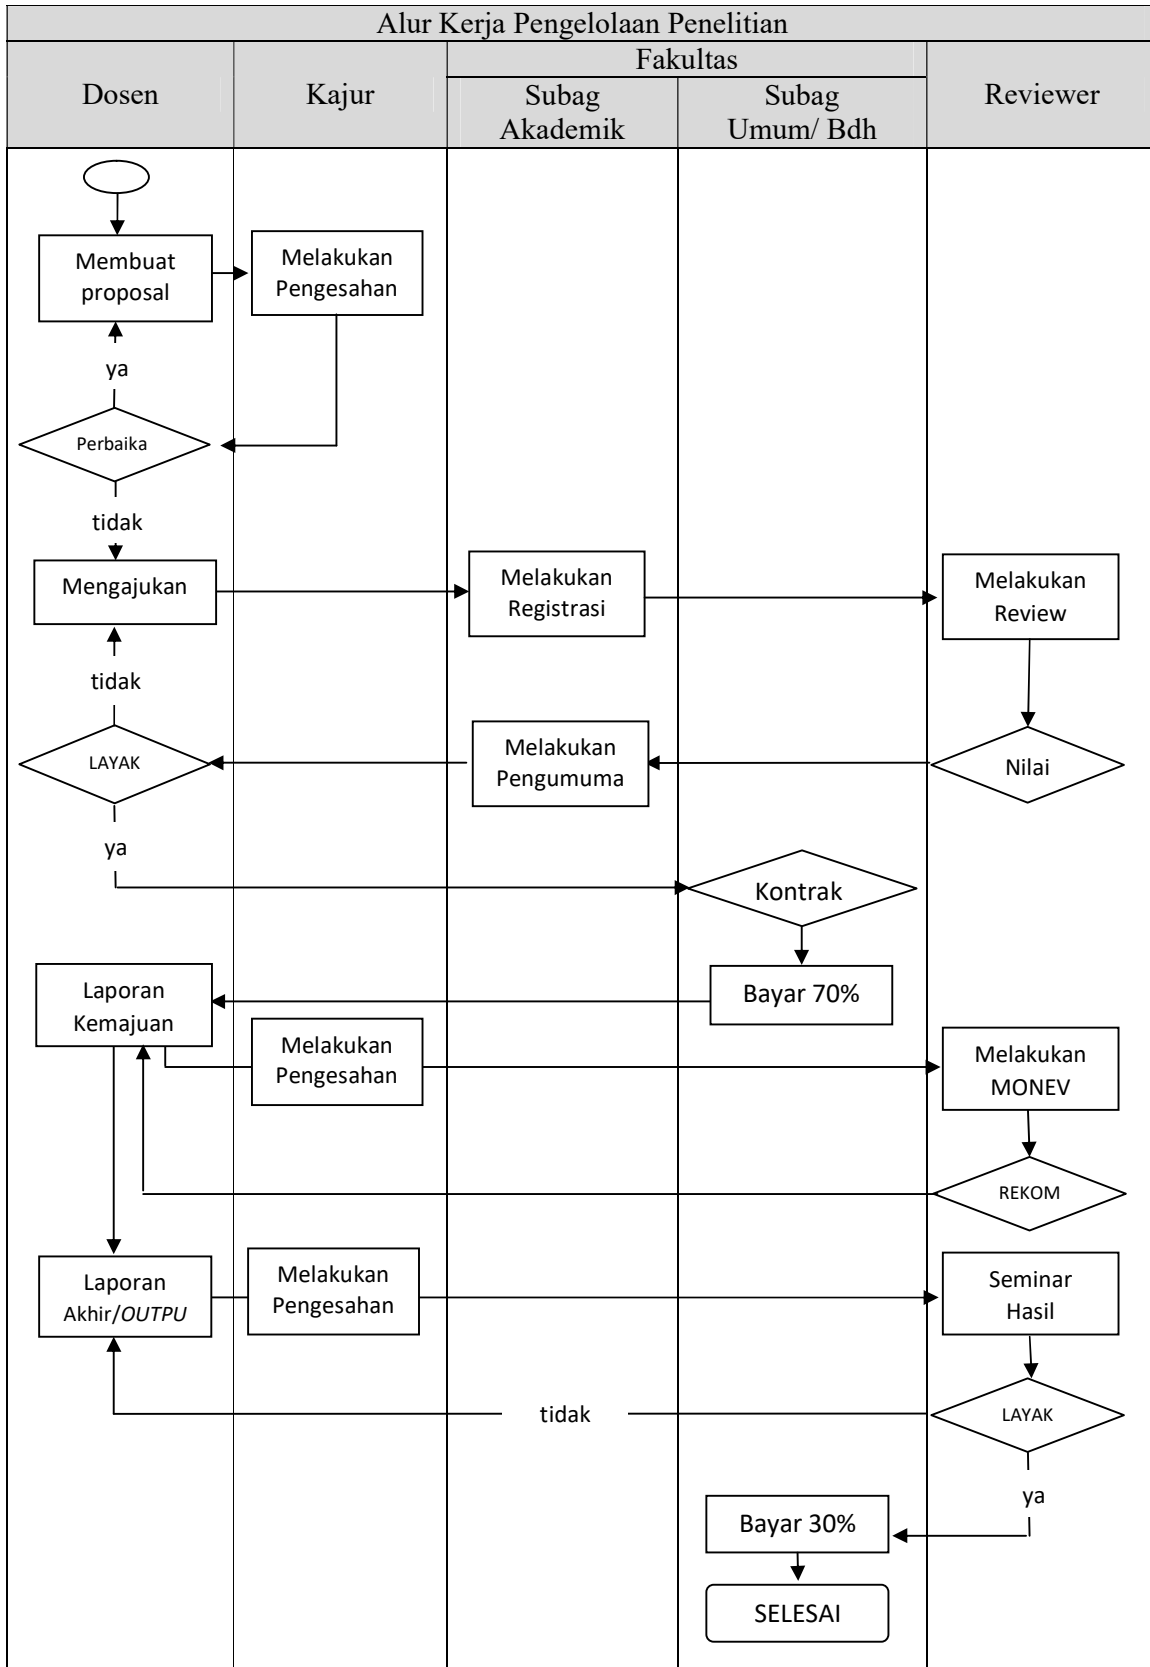 Alur Kerja Pengelolaan Penelitian
Dosen
Kajur
Fakultas
Subag
Akademik
Subag
Umum/ Bdh
Reviewer
Membuat
proposal
Melakukan
Pengesahan
ya
Perbaika
tidak
Mengajukan
Melakukan
Registrasi
Melakukan
Review
tidak
LAYAK
Melakukan
Pengumuma
Nilai
ya
Kontrak
Laporan
Kemajuan
Bayar 70%
Melakukan
Pengesahan
Melakukan
MONEV
REKOM
Laporan
Akhir/OUTPU
Melakukan
Pengesahan
Seminar
Hasil
tidak
LAYAK
ya
Bayar 30%
SELESAI